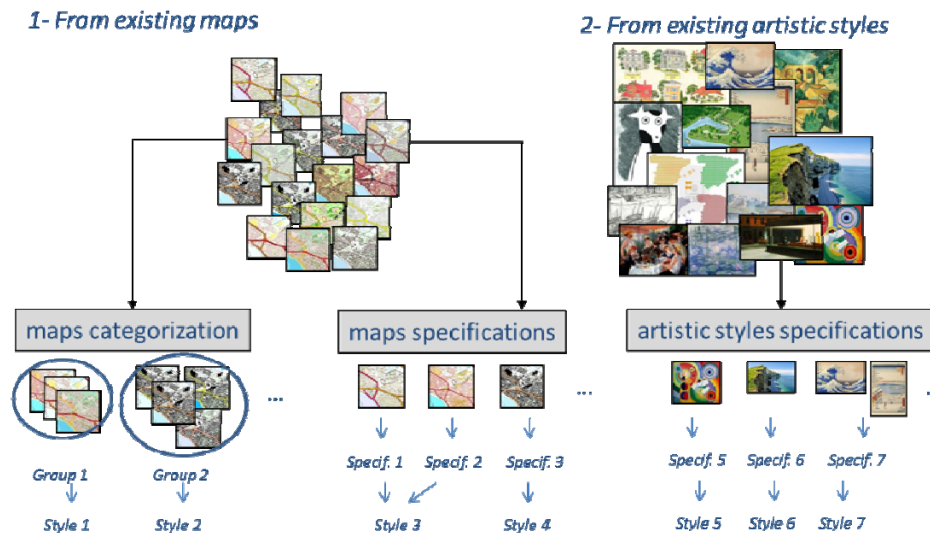 1- From existing maps
2- From existing artistic styles
maps categorization
maps specifications
artistic styles specifications
...
...
Group 1
Group 2
Specif. 1
Specif. 2
Specif. 3
Specif. 5
Specif. 6
Specif. 7
Style 1
Style 2
Style 3
Style 4
Style 5
Style 6
Style 7